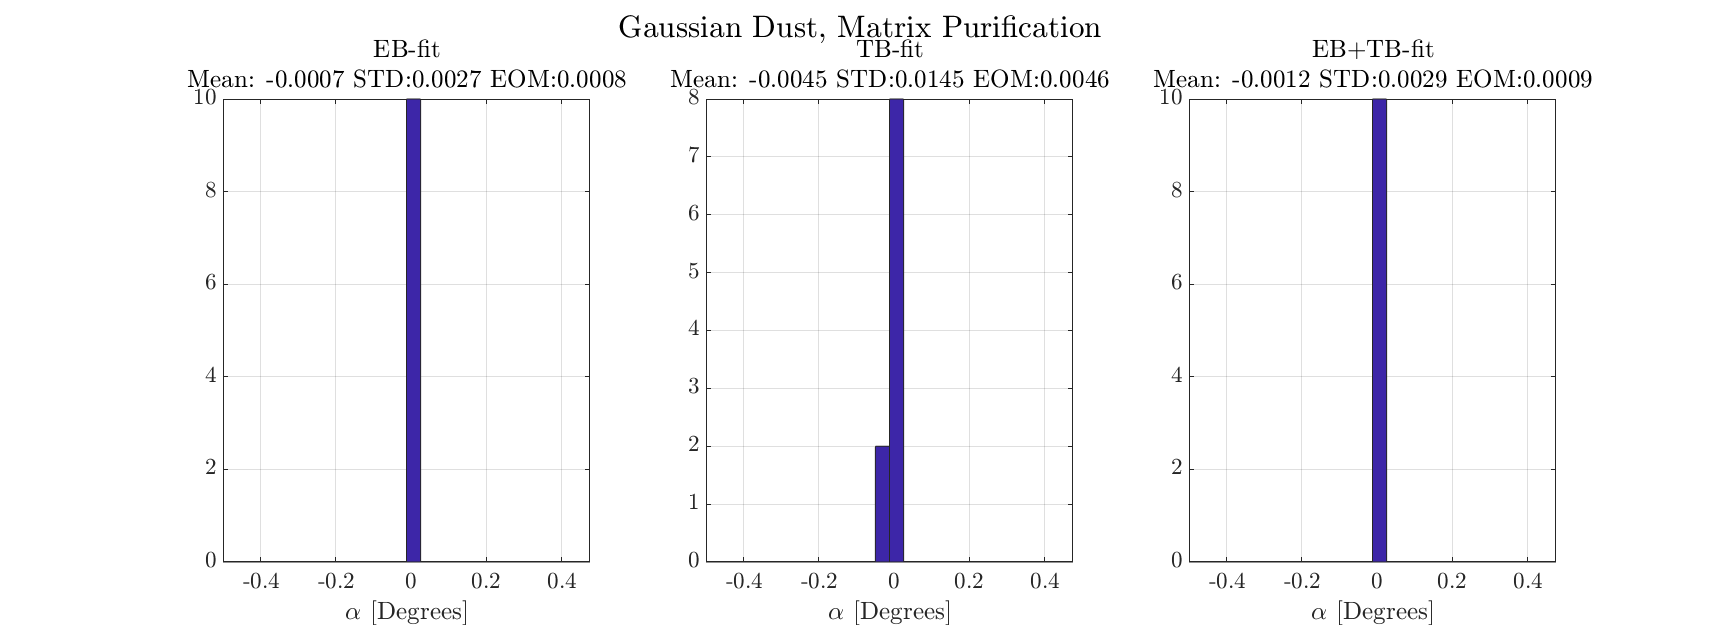 Gaussian Dust, Matrix Purification
EB-fit
Mean: -0.0007 STD:0.0027 EOM:0.0008
10
8
6
4
2
0
-0.4 -0.2 0 0.2 0.4
α [Degrees]
TB-fit
Mean: -0.0045 STD:0.0145 EOM:0.0046
8
7
6
5
4
3
2
1
0
-0.4 -0.2 0 0.2 0.4
α [Degrees]
EB+TB-fit
Mean: -0.0012 STD:0.0029 EOM:0.0009
10
8
6
4
2
0
-0.4 -0.2 0 0.2 0.4
α [Degrees]